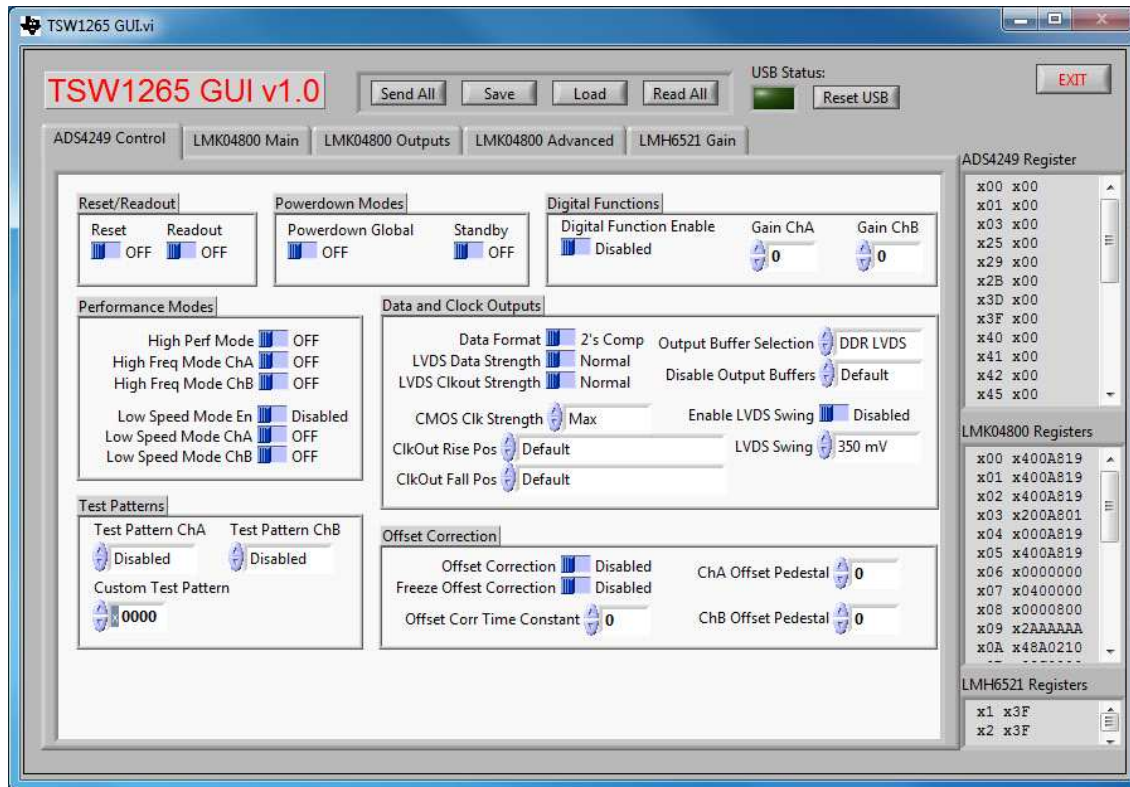 TSW1265 GUI.vi
TSW1265 GUI v1.0
Send All Save Load Read All
USB Status:
Reset USB
EXIT
ADS4249 Control LMK04800 Main LMK04800 Outputs LMK04800 Advanced LMH6521 Gain
Reset/Readout
Reset Readout
OFF OFF
Powerdown Modes
Powerdown Global Standby
OFF OFF
Digital Functions
Digital Function Enable Gain ChA Gain ChB
Disabled 0 0
Performance Modes
High Perf Mode OFF
High Freq Mode ChA OFF
High Freq Mode ChB OFF
Low Speed Mode En Disabled
Low Speed Mode ChA OFF
Low Speed Mode ChB OFF
Data and Clock Outputs
Data Format 2's Comp Output Buffer Selection DDR LVDS
LVDS Data Strength Normal
LVDS Clkout Strength Normal Disable Output Buffers Default
CMOS Clk Strength Max Enable LVDS Swing Disabled
ClkOut Rise Pos Default LVDS Swing 350 mV
ClkOut Fall Pos Default
Test Patterns
Test Pattern ChA Test Pattern ChB
Disabled Disabled
Custom Test Pattern
x 0000
Offset Correction
Offset Correction Disabled ChA Offset Pedestal 0
Freeze Offest Correction Disabled
Offset Corr Time Constant 0 ChB Offset Pedestal 0
ADS4249 Register
x00 x00
x01 x00
x03 x00
x25 x00
x29 x00
x2B x00
x3D x00
x3F x00
x40 x00
x41 x00
x42 x00
x45 x00
LMK04800 Registers
x00 x400A819
x01 x400A819
x02 x400A819
x03 x200A801
x04 x000A819
x05 x400A819
x06 x0000000
x07 x0400000
x08 x0000800
x09 x2AAAAAA
x0A x48A0210
LMH6521 Registers
x1 x3F
x2 x3F